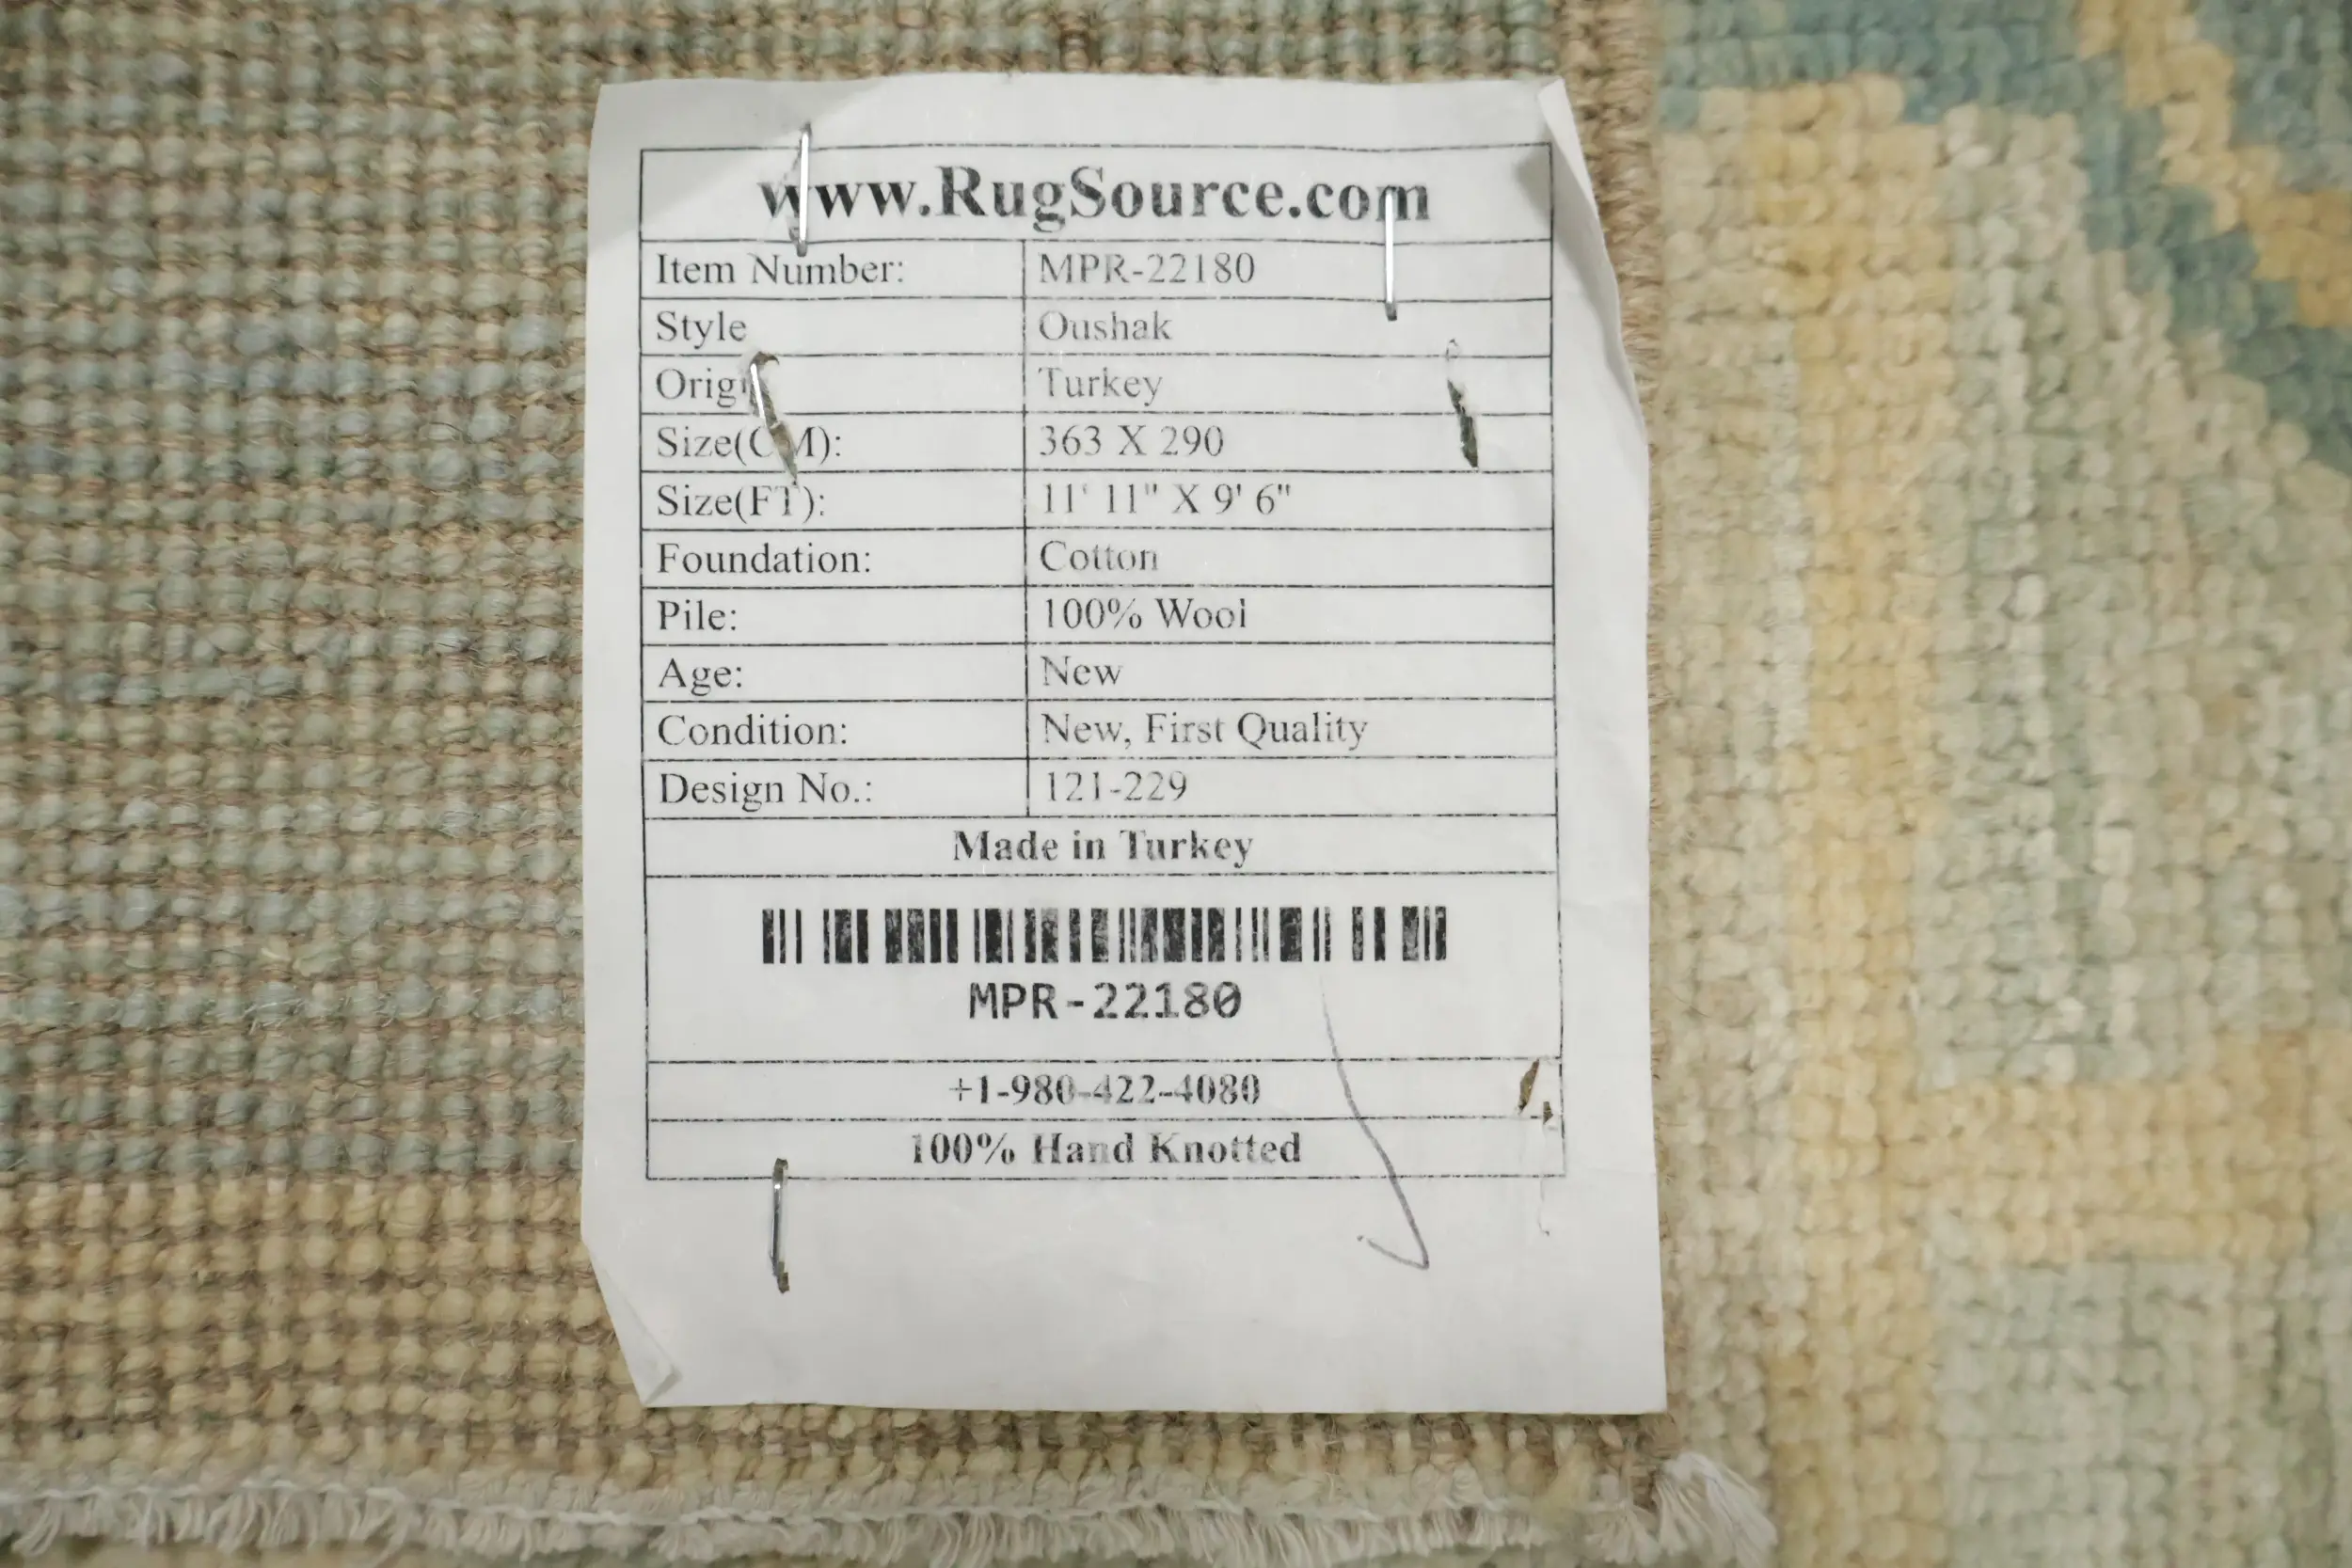 www.RugSource.com
Item Number: MPR-22180
Style Oushak
Origi Turkey
Size(CM): 363 X 290
Size(FT): 11' 11" X 9' 6"
Foundation: Cotton
Pile: 100% Wool
Age: New
Condition: New, First Quality
Design No.: 121-229
Made in Turkey
MPR-22180
+1-980-422-4080
100% Hand Knotted